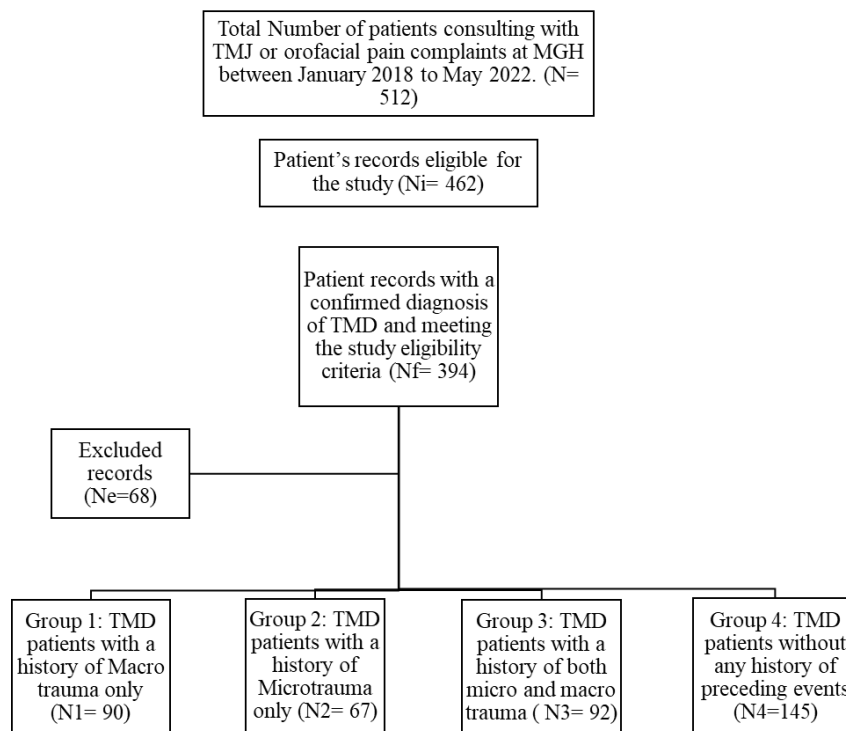 Total Number of patients consulting with
TMJ or orofacial pain complaints at MGH
between January 2018 to May 2022. (N=
512)
Patient's records eligible for
the study (Ni= 462)
Patient records with a
confirmed diagnosis
of TMD and meeting
the study eligibility
criteria (Nf= 394)
Excluded
records
(Ne=68)
Group 1: TMD
patients with a
history of Macro
trauma only
(N1= 90)
Group 2: TMD
patients with a
history of
Microtrauma
only (N2= 67)
Group 3: TMD
patients with a
history of both
micro and macro
trauma ( N3= 92)
Group 4: TMD
patients without
any history of
preceding events
(N4=145)